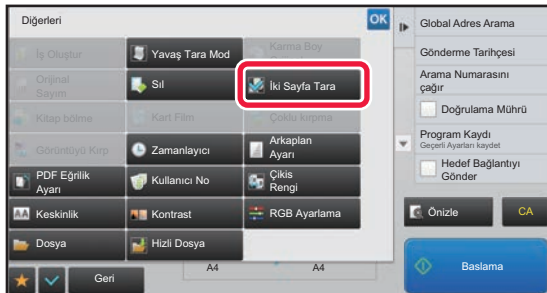 Diğerleri
OK
İş Oluştur
Yavaş Tara Mod
Karma Boy
Orijinal
Sayım
Sil
İki Sayfa Tara
Kitap bölme
Kart Film
Çoklu kırpma
Görüntüyü Kırp
Zamanlayıcı
Arkaplan
Ayarı
PDF Eğrilik
Ayarı
Kullanıcı No
Çikis
Rengi
Keskinlik
Kontrast
RGB Ayarlama
Dosya
Hizli Dosya
Geri
A4
A4
Global Adres Arama
Gönderme Tarihçesi
Arama Numarasını
çağır
Doğrulama Mührü
Program Kaydı
Geçerli Ayarları kaydet
Hedef Bağlantıyı
Gönder
Önizle
CA
Baslama